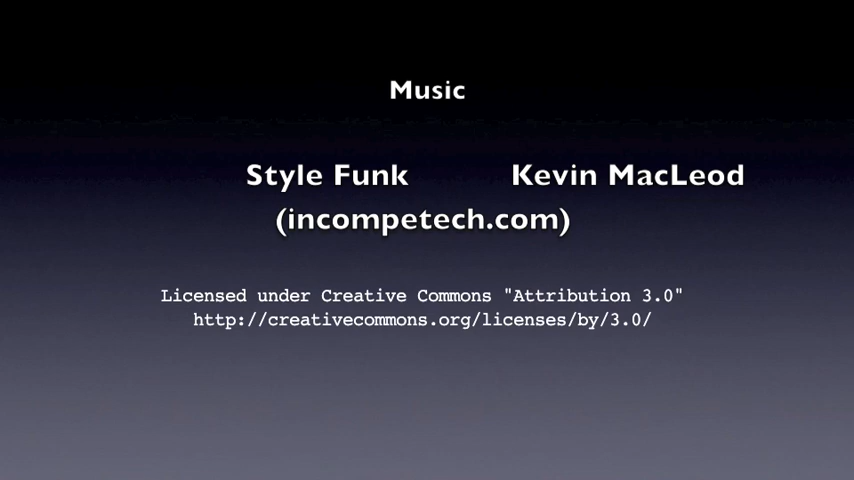 Music
Style Funk Kevin MacLeod
(incompetech.com)
Licensed under Creative Commons "Attribution 3.0"
http://creativecommons.org/licenses/by/3.0/